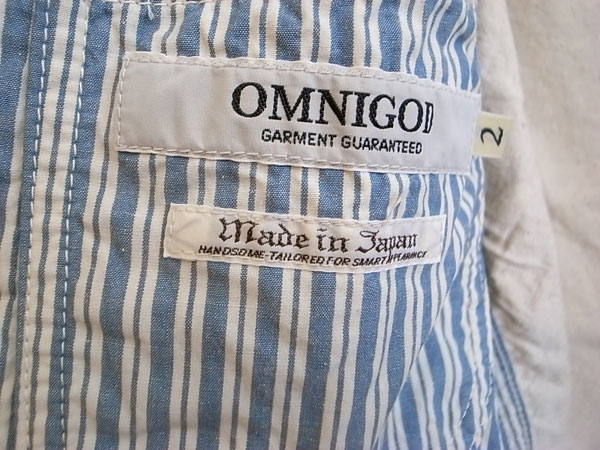 OMNIGOD
GARMENT GUARANTEED
2
Made in Japan
HANDSOME-TAILORED FOR SMART APPEARANCE